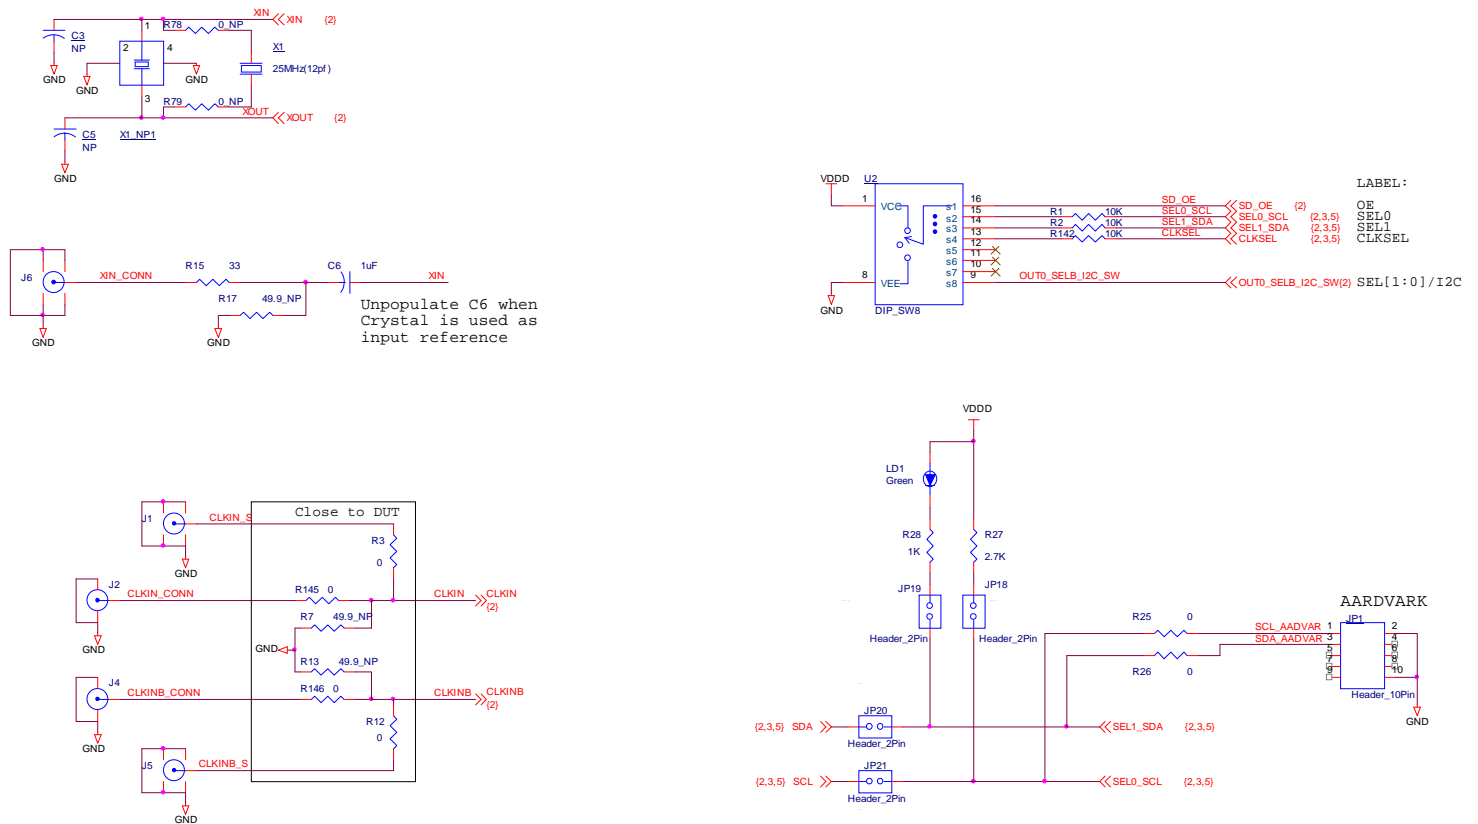 XIN
XIN {2}
C3
NP
1
R78 0_NP
2
4
X1
25MHz(12pf)
GND
GND
GND
3
R79 0_NP
XOUT
XOUT {2}
C5
NP
X1_NP1
GND
J6
XIN_CONN
R15 33
C6 1uF
XIN
R17 49.9_NP
GND
GND
Unpopulate C6 when
Crystal is used as
input reference
VDDD
U2
LABEL:
1
VCC
s1
16
SD_OE
SD_OE {2}
OE
s2
15
R1 10K
SEL0_SCL
SEL0_SCL {2,3,5}
SEL0
s3
14
R2 10K
SEL1_SDA
SEL1_SDA {2,3,5}
SEL1
s4
13
R142 10K
CLKSEL
CLKSEL {2,3,5}
CLKSEL
s5
12
s6
11
s7
10
8
VEE
s8
9
OUT0_SELB_I2C_SW
OUT0_SELB_I2C_SW{2}
SEL[1:0]/I2C
GND
DIP_SW8
Close to DUT
J1
CLKIN_S
R3
0
GND
J2
CLKIN_CONN
R145 0
CLKIN
CLKIN
{2}
R7 49.9_NP
GND
GND
R13 49.9_NP
J4
CLKINB_CONN
R146 0
CLKINB
CLKINB
{2}
GND
R12
0
J5
CLKINB_S
GND
VDDD
LD1
Green
R28
1K
R27
2.7K
JP19
JP18
Header_2Pin
Header_2Pin
AARDVARK
JP1
R25 0
SCL_AADVAR
1
2
SDA_AADVAR
3
4
5
6
7
8
9
10
R26 0
Header_10Pin
GND
JP20
{2,3,5} SDA
SEL1_SDA {2,3,5}
Header_2Pin
JP21
{2,3,5} SCL
SEL0_SCL {2,3,5}
Header_2Pin